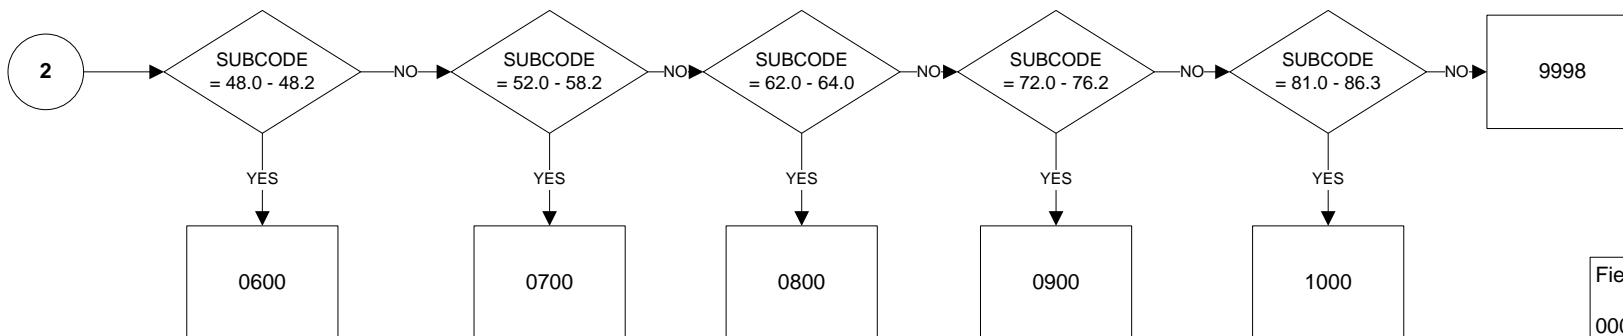 2
SUBCODE
= 48.0 - 48.2
NO
SUBCODE
= 52.0 - 58.2
NO
SUBCODE
= 62.0 - 64.0
NO
SUBCODE
= 72.0 - 76.2
NO
SUBCODE
= 81.0 - 86.3
NO
9998
YES
YES
YES
YES
YES
0600
0700
0800
0900
1000